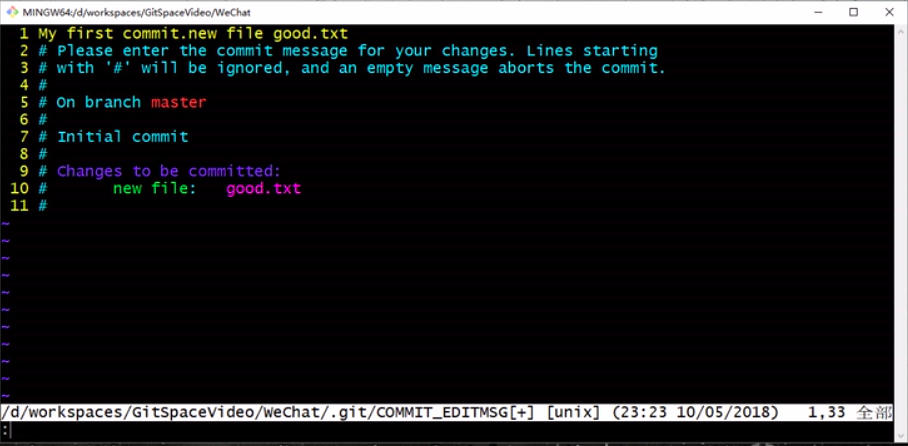 MINGW64:/d/workspaces/GitSpaceVideo/WeChat
1 My first commit.new file good.txt
2 # Please enter the commit message for your changes. Lines starting
3 # with '#' will be ignored, and an empty message aborts the commit.
4 #
5 # On branch master
6 #
7 # Initial commit
8 #
9 # Changes to be committed:
10 #       new file:   good.txt
11 #
~
~
~
~
~
~
~
~
~
~
~
/d/workspaces/GitSpaceVideo/WeChat/.git/COMMIT_EDITMSG[+] [unix] (23:23 10/05/2018)   1,33 全部
: